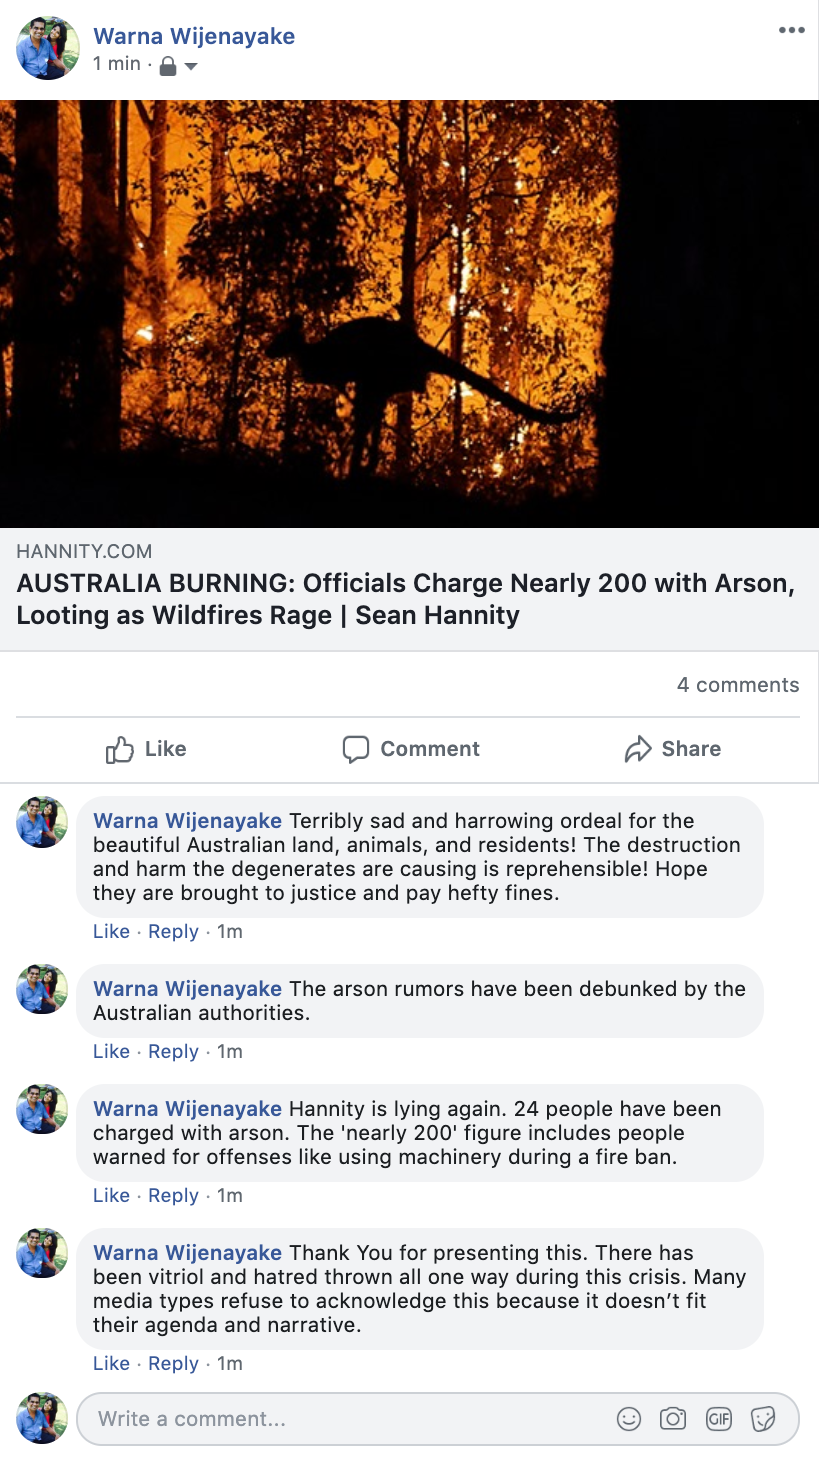 Warna Wijenayake
1 min ·
HANNITY.COM
AUSTRALIA BURNING: Officials Charge Nearly 200 with Arson,
Looting as Wildfires Rage | Sean Hannity
4 comments
Like Comment Share
Warna Wijenayake Terribly sad and harrowing ordeal for the
beautiful Australian land, animals, and residents! The destruction
and harm the degenerates are causing is reprehensible! Hope
they are brought to justice and pay hefty fines.
Like · Reply · 1m
Warna Wijenayake The arson rumors have been debunked by the
Australian authorities.
Like · Reply · 1m
Warna Wijenayake Hannity is lying again. 24 people have been
charged with arson. The 'nearly 200' figure includes people
warned for offenses like using machinery during a fire ban.
Like · Reply · 1m
Warna Wijenayake Thank You for presenting this. There has
been vitriol and hatred thrown all one way during this crisis. Many
media types refuse to acknowledge this because it doesn’t fit
their agenda and narrative.
Like · Reply · 1m
Write a comment...
GIF